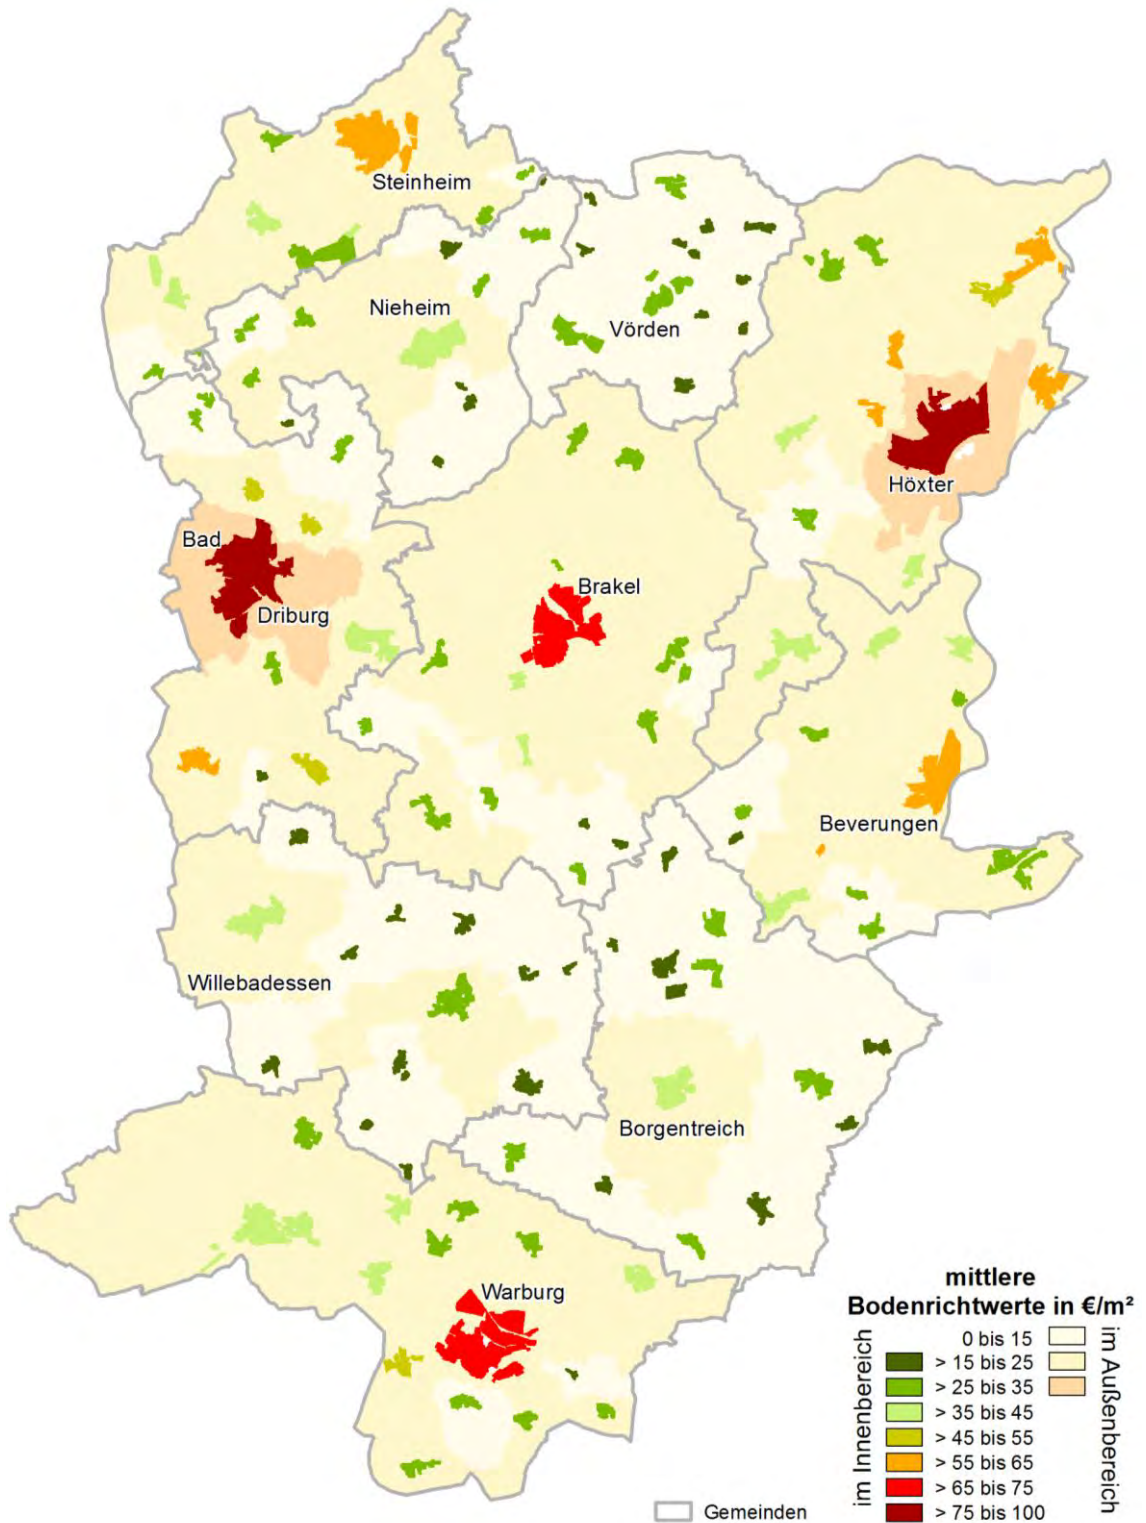 Steinheim
Nieheim
Vörden
Höxter
Bad
Driburg
Brakel
Beverungen
Willebadessen
Borgentreich
Warburg
mittlere
Bodenrichtwerte in €/m²
im Innenbereich
im Außenbereich
0 bis 15
> 15 bis 25
> 25 bis 35
> 35 bis 45
> 45 bis 55
> 55 bis 65
> 65 bis 75
> 75 bis 100
Gemeinden